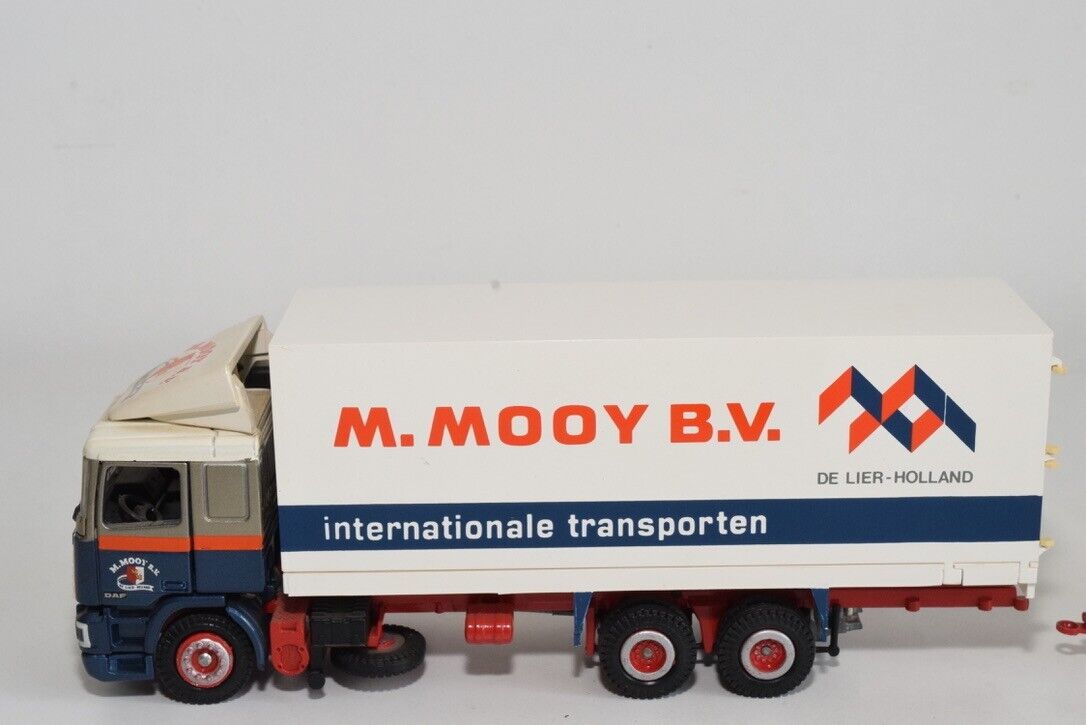 M. MOOY B.V.
DE LIER-HOLLAND
internationale transporten
M. MOOY B.V.
DAF